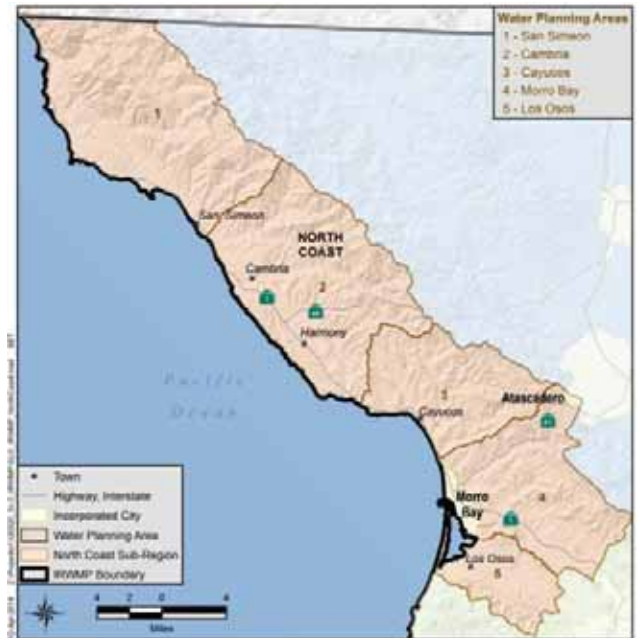 Water Planning Areas
1 - San Simeon
2 - Cambria
3 - Cayucos
4 - Morro Bay
5 - Los Osos
1
San Simeon
NORTH
COAST
Cambria
2
Harmony
Pacific
Ocean
3
Cayucos
Atascadero
Morro
Bay
4
Los Osos
5
Town
Highway, Interstate
Incorporated City
Water Planning Area
North Coast Sub-Region
IRWMP Boundary
4 2 0 4
Miles